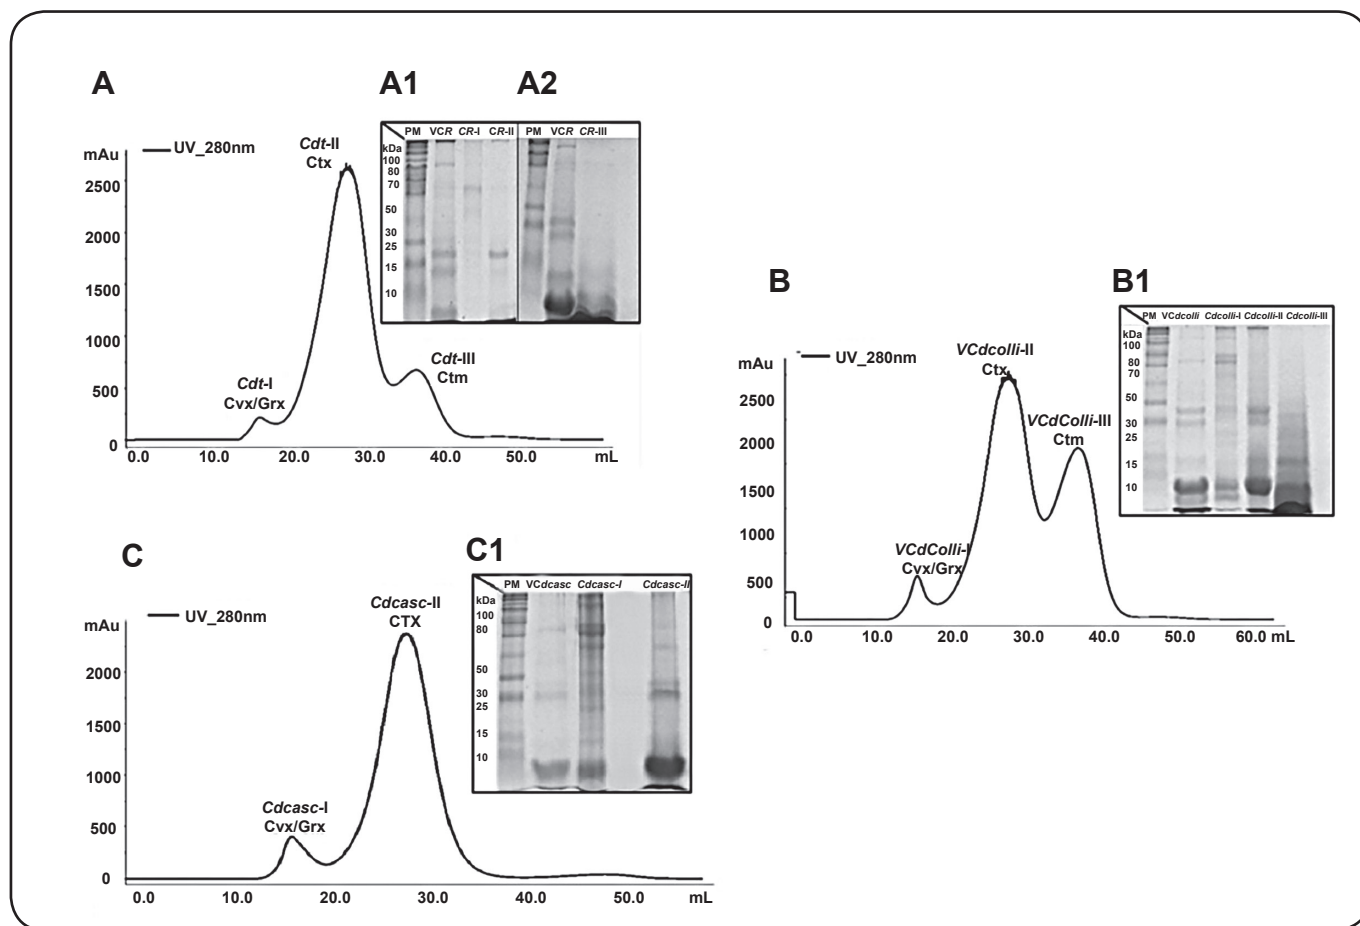 A
A1
A2
PM VCR CR-I CR-II
PM VCR CR-III
kDa
100
80
70
50
30
25
15
10
UV_280nm
mAu
2500
2000
1500
1000
500
0
Cdt-II
Ctx
Cdt-III
Ctm
Cdt-I
Cvx/Grx
0.0 10.0 20.0 30.0 40.0 50.0 mL
B
B1
PM VCdcolli Cdcolli-I Cdcolli-II Cdcolli-III
kDa
100
80
70
50
30
25
15
10
UV_280nm
mAu
2500
2000
1500
1000
500
0
VCdcolli-II
Ctx
VCdColli-III
Ctm
VCdColli-I
Cvx/Grx
0.0 10.0 20.0 30.0 40.0 50.0 60.0 mL
C
C1
PM VCdcasc Cdcasc-I Cdcasc-II
kDa
100
80
50
30
25
15
10
UV_280nm
mAu
2000
1500
1000
500
0
Cdcasc-II
CTX
Cdcasc-I
Cvx/Grx
0.0 10.0 20.0 30.0 50.0 mL